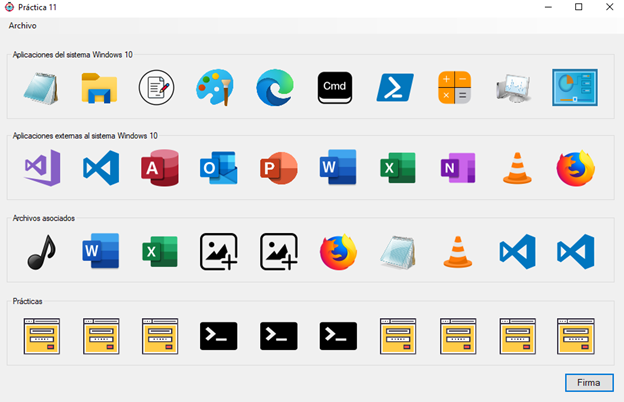 Práctica 11
Archivo
Aplicaciones del sistema Windows 10
Cmd
Aplicaciones externas al sistema Windows 10
A
O
P
W
X
N
Archivos asociados
W
X
Prácticas
Firma